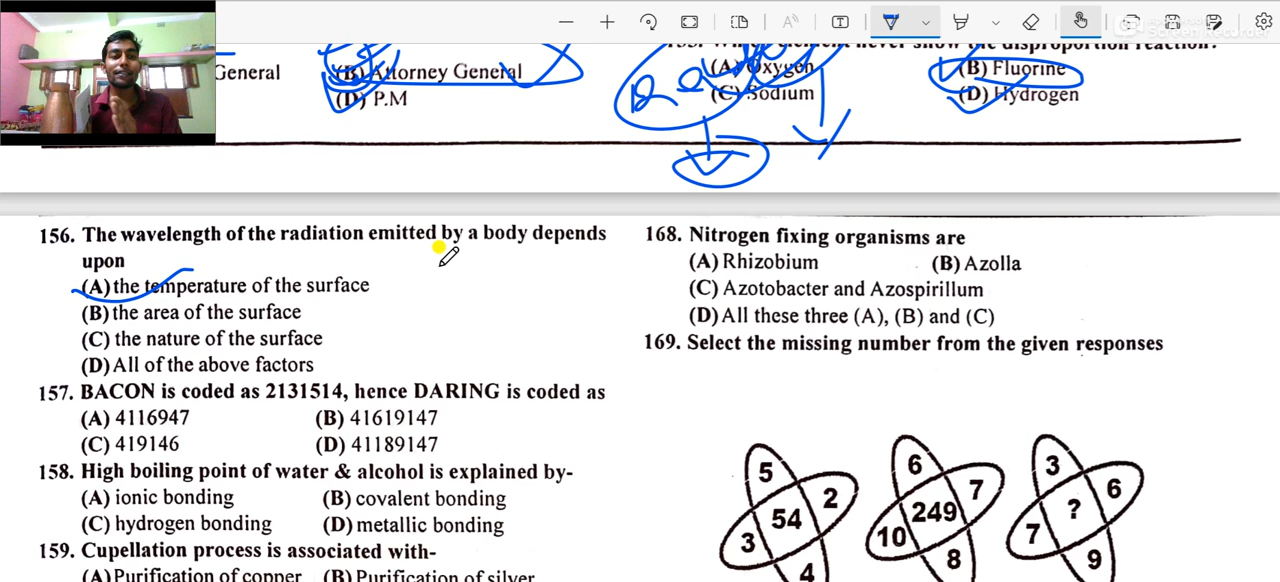 General
(B) Attorney General
(D) P.M
(A) Oxygen
(B) Fluorine
(C) Sodium
(D) Hydrogen
156. The wavelength of the radiation emitted by a body depends
upon
(A) the temperature of the surface
(B) the area of the surface
(C) the nature of the surface
(D) All of the above factors
157. BACON is coded as 2131514, hence DARING is coded as
(A) 4116947
(B) 41619147
(C) 419146
(D) 41189147
158. High boiling point of water & alcohol is explained by-
(A) ionic bonding
(B) covalent bonding
(C) hydrogen bonding
(D) metallic bonding
159. Cupellation process is associated with-
(A) Purification of copper
(B) Purification of silver
168. Nitrogen fixing organisms are
(A) Rhizobium
(B) Azolla
(C) Azotobacter and Azospirillum
(D) All these three (A), (B) and (C)
169. Select the missing number from the given responses
5
2
54
3
4
6
7
249
10
8
3
6
?
7
9